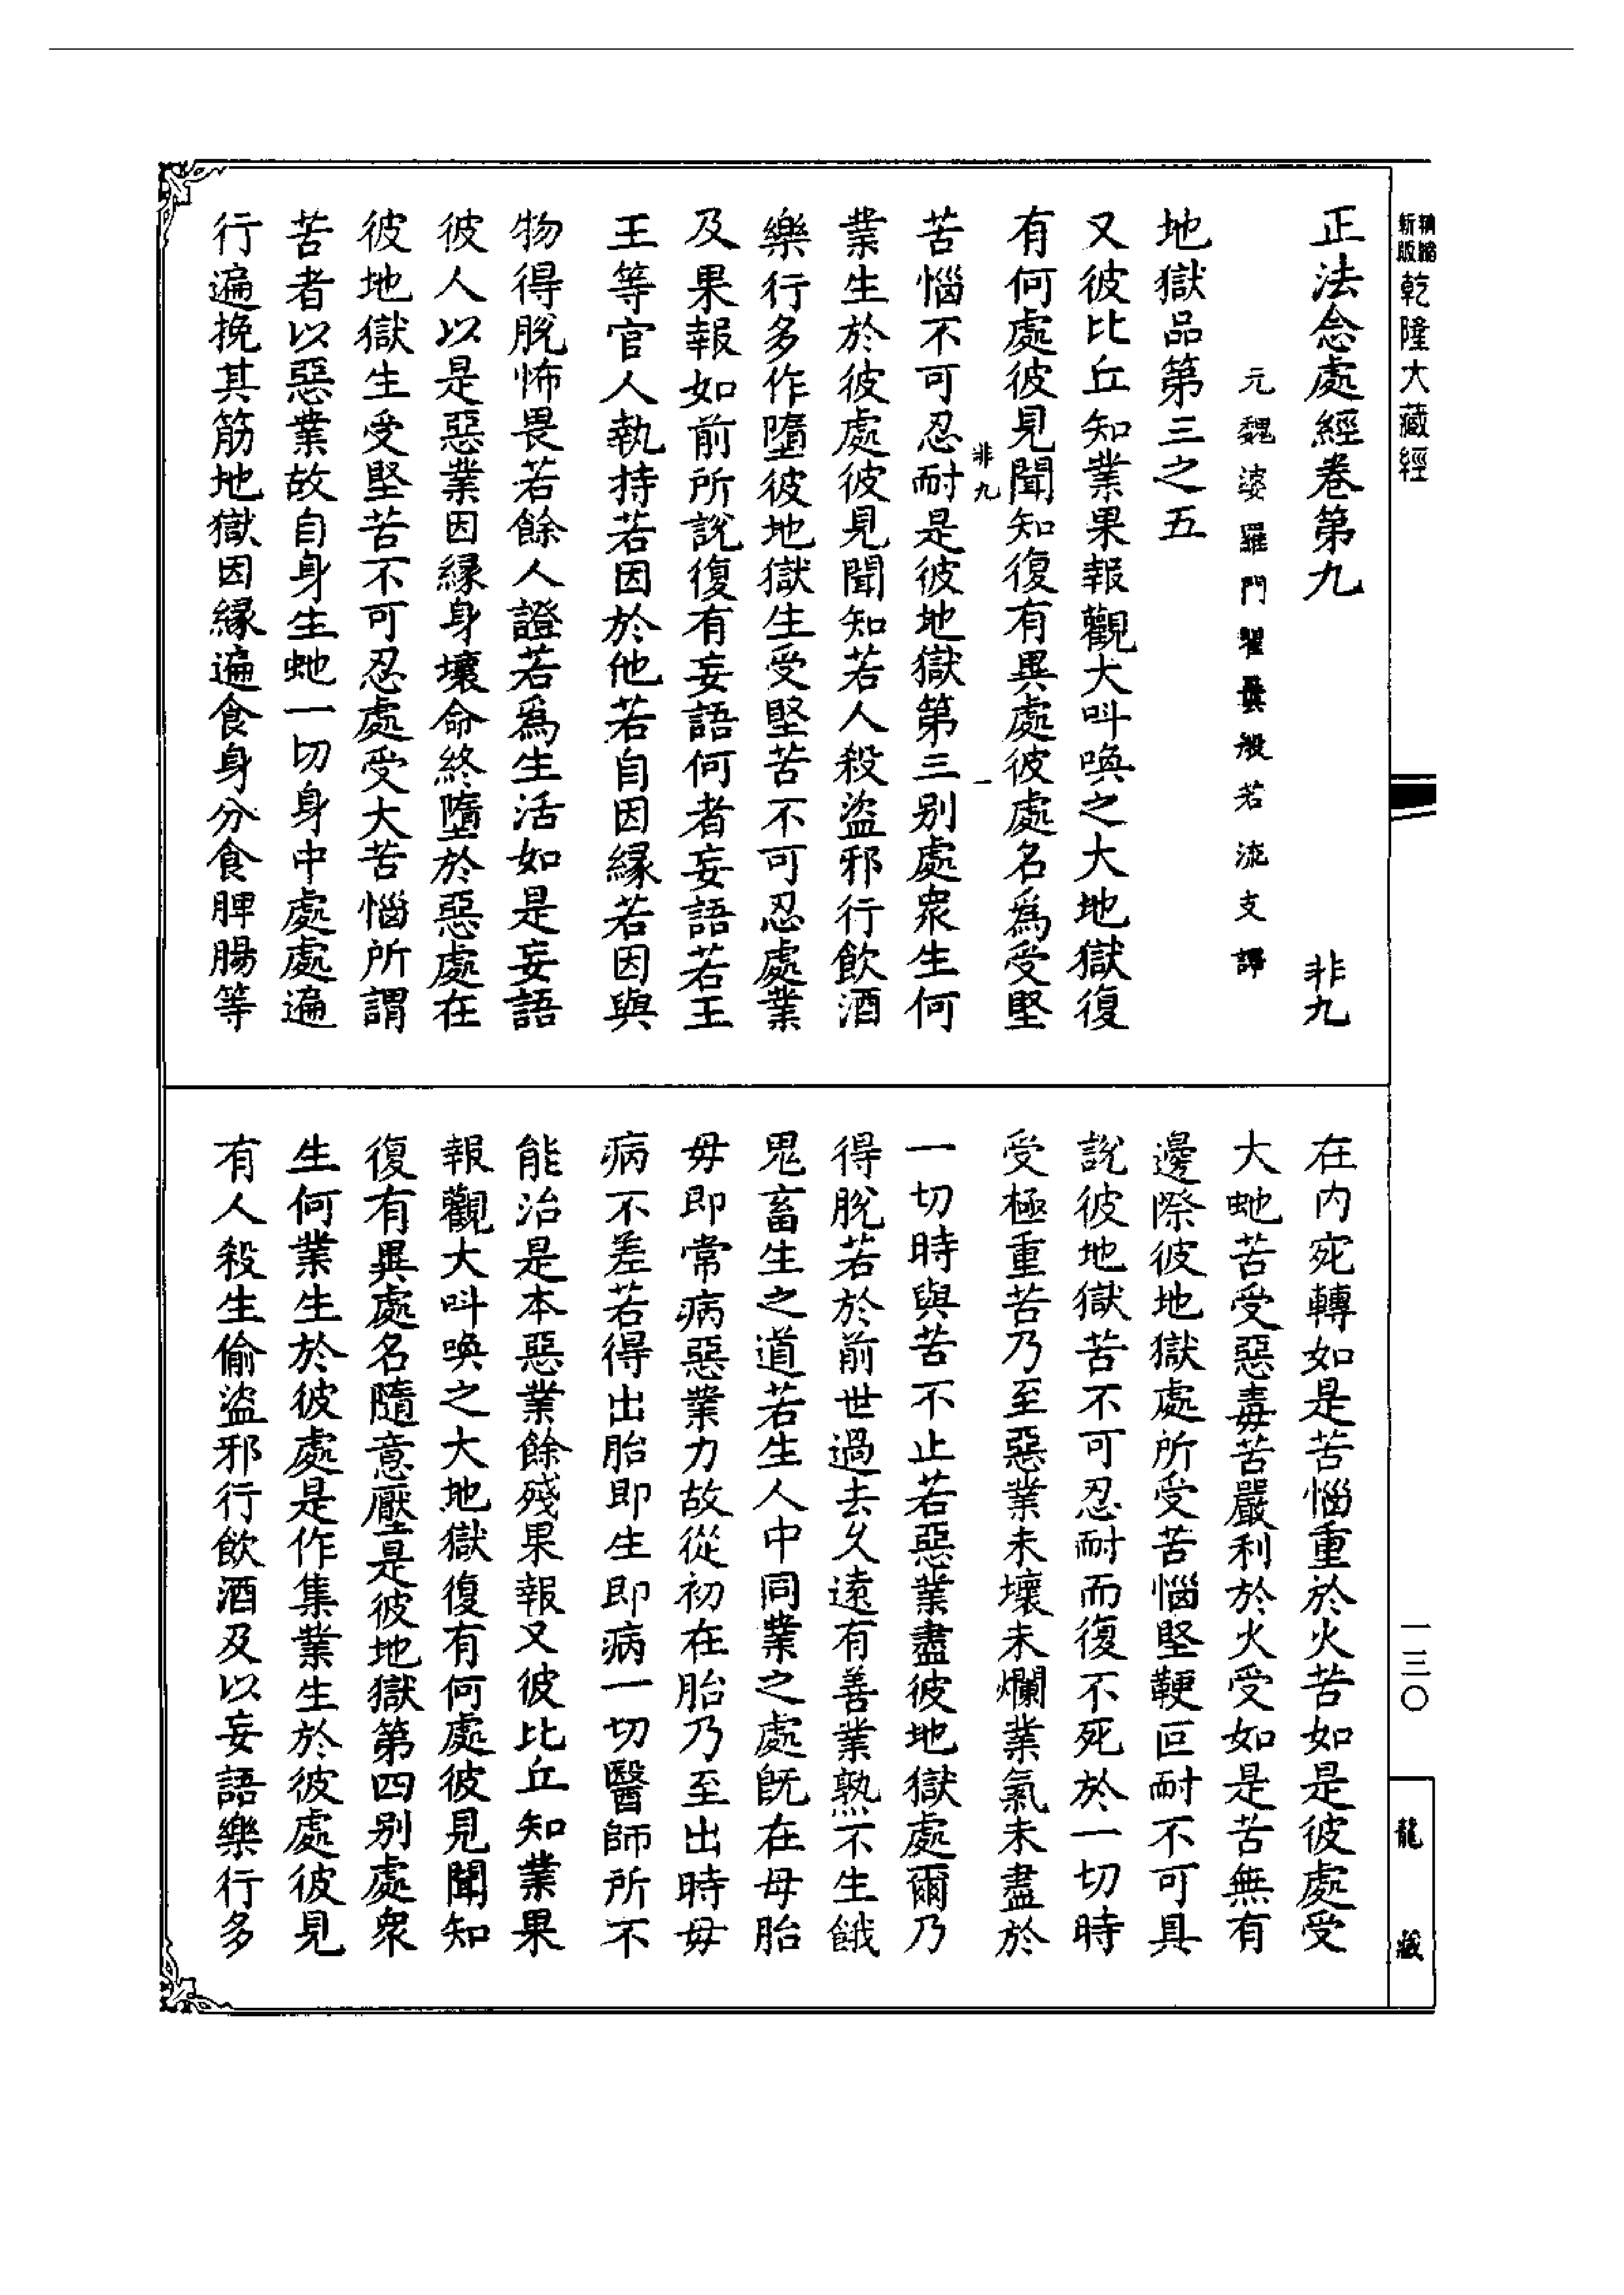 精縮
新版
乾隆大藏經
正法念處經卷第九
非九
元魏婆羅門瞿曇般若流支譯
地獄品第三之五
又彼比丘知業果報觀大叫喚之大地獄復
有何處彼見聞知復有異處彼處名爲受堅
非九
一
苦惱不可忍耐是彼地獄第三别處衆生何
業生於彼處彼見聞知若人殺盜邪行飲酒
樂行多作墮彼地獄生受堅苦不可忍處業
及果報如前所說復有妄語何者妄語若王
王等官人執持若因於他若自因緣若因與
物得脫怖畏若餘人證若爲生活如是妄語
彼人以是惡業因緣身壞命終墮於惡處在
彼地獄生受堅苦不可忍處受大苦惱所謂
苦者以惡業故自身生虵一切身中處處遍
行遍挽其筋地獄因緣遍食身分食脾腸等
在内宛轉如是苦惱重於火苦如是彼處受
大虵苦受惡毒苦嚴利於火受如是苦無有
邊際彼地獄處所受苦惱堅鞕叵耐不可具
說彼地獄苦不可忍耐而復不死於一切時
受極重苦乃至惡業未壞未爛業氣未盡於
一切時與苦不止若惡業盡彼地獄處爾乃
得脫若於前世過去久遠有善業熟不生餓
鬼畜生之道若生人中同業之處旣在母胎
毋即常病惡業力故從初在胎乃至出時毋
病不差若得出胎即生即病一切醫師所不
能治是本惡業餘殘果報又彼比丘知業果
報觀大叫喚之大地獄復有何處彼見聞知
復有異處名隨意壓是彼地獄第四别處衆
生何業生於彼處是作集業生於彼處彼見
有人殺生偷盜邪行飲酒及以妄語樂行多
一三〇
龍藏